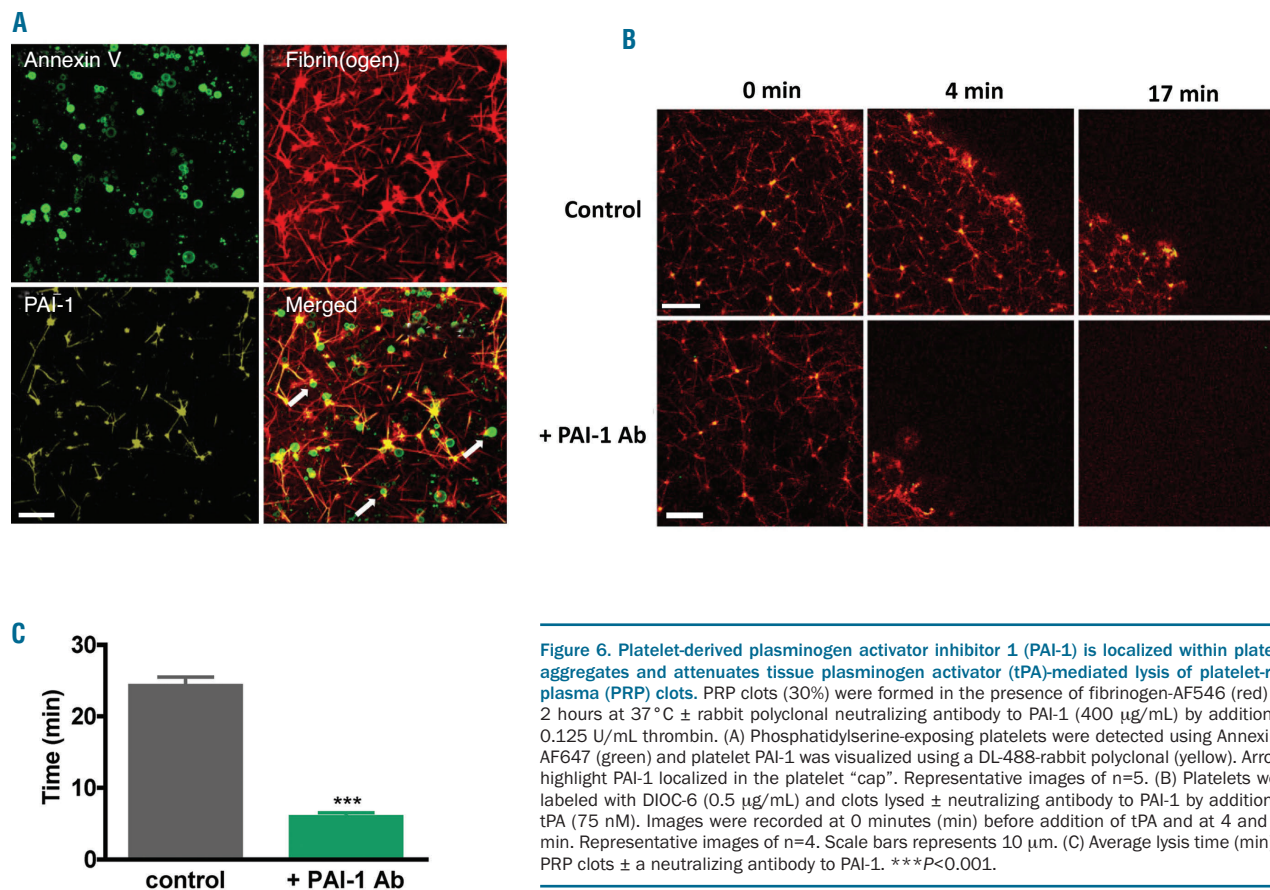 A
Annexin V
Fibrin(ogen)
PAI-1
Merged
B
0 min
4 min
17 min
Control
+ PAI-1 Ab
C
Time (min)
30
20
10
0
***
control
+ PAI-1 Ab
Figure 6. Platelet-derived plasminogen activator inhibitor 1 (PAI-1) is localized within plate
aggregates and attenuates tissue plasminogen activator (tPA)-mediated lysis of platelet-r
plasma (PRP) clots. PRP clots (30%) were formed in the presence of fibrinogen-AF546 (red)
2 hours at 37°C ± rabbit polyclonal neutralizing antibody to PAI-1 (400 μg/mL) by addition
0.125 U/mL thrombin. (A) Phosphatidylserine-exposing platelets were detected using Annexi
AF647 (green) and platelet PAI-1 was visualized using a DL-488-rabbit polyclonal (yellow). Arro
highlight PAI-1 localized in the platelet “cap”. Representative images of n=5. (B) Platelets we
labeled with DIOC-6 (0.5 μg/mL) and clots lysed ± neutralizing antibody to PAI-1 by addition
tPA (75 nM). Images were recorded at 0 minutes (min) before addition of tPA and at 4 and
min. Representative images of n=4. Scale bars represents 10 μm. (C) Average lysis time (min
PRP clots ± a neutralizing antibody to PAI-1. ***P<0.001.